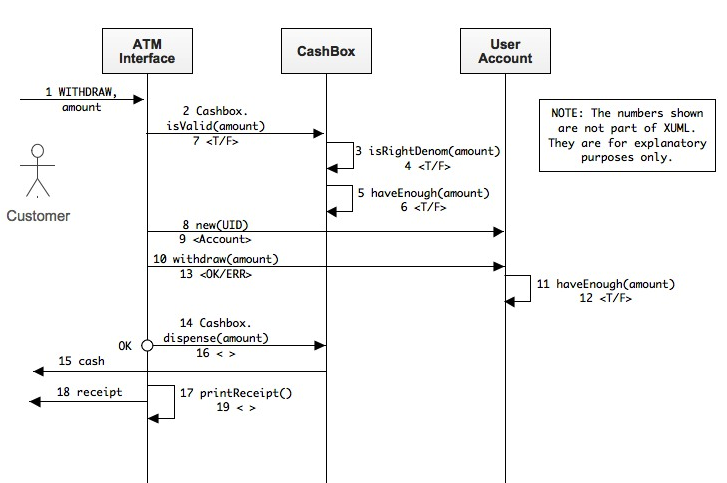 ATM
Interface
CashBox
User
Account
1 WITHDRAW,
amount
2 Cashbox.
isValid(amount)
7 <T/F>
NOTE: The numbers shown
are not part of XUML.
They are for explanatory
purposes only.
3 isRightDenom(amount)
4 <T/F>
5 haveEnough(amount)
6 <T/F>
Customer
8 new(UID)
9 <Account>
10 withdraw(amount)
13 <OK/ERR>
11 haveEnough(amount)
12 <T/F>
14 Cashbox.
OK
dispense(amount)
16 < >
15 cash
18 receipt
17 printReceipt()
19 < >